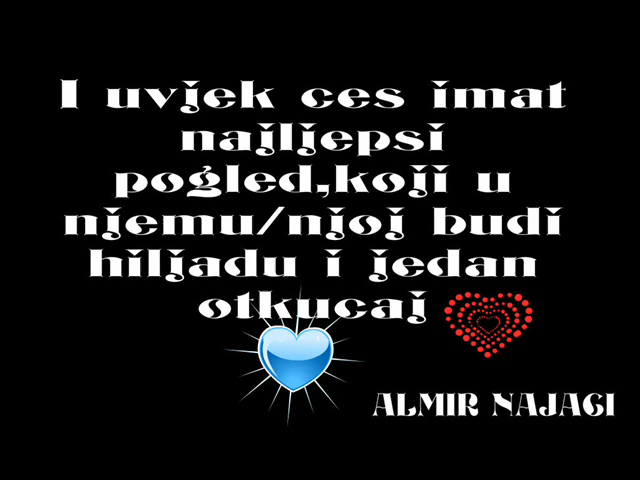 I uvjek ces imat
najljepsi
pogled,koji u
njemu/njoj budi
hiljadu i jedan
otkucaj
ALMIR NAJAGI